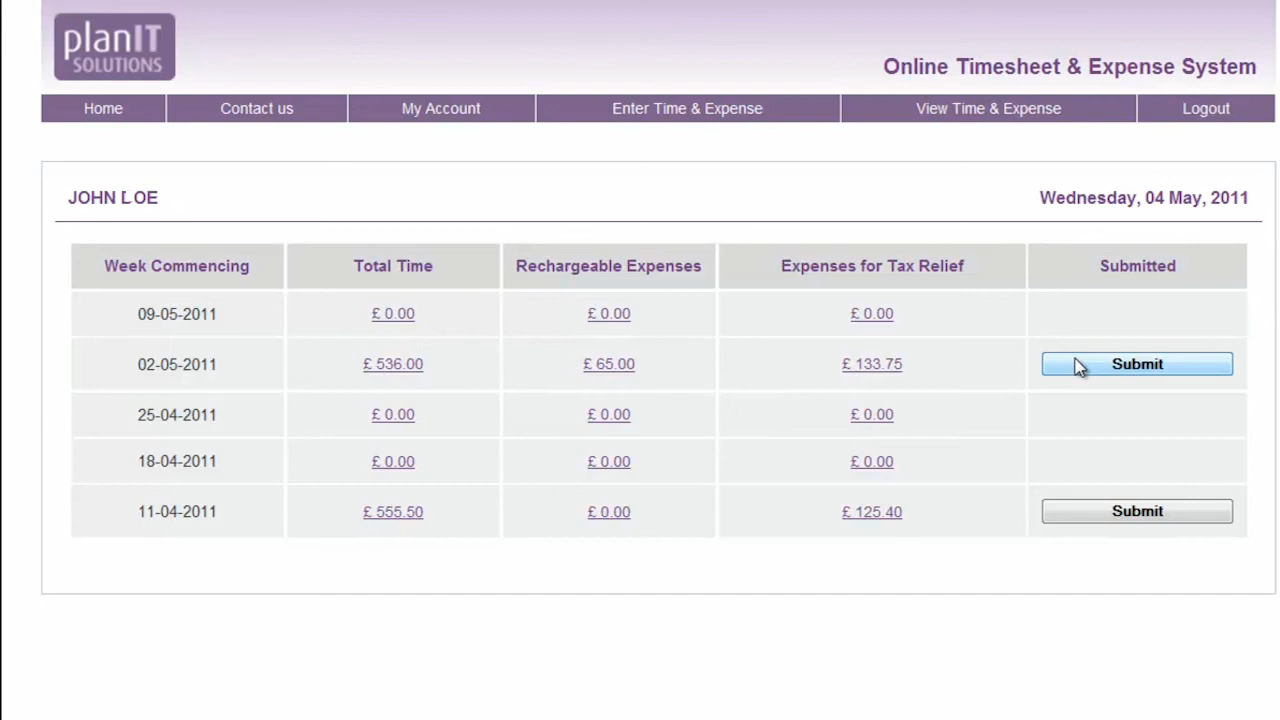 planIT
SOLUTIONS
Online Timesheet & Expense System
Home Contact us My Account Enter Time & Expense View Time & Expense Logout
JOHN DOE Wednesday, 04 May, 2011
Week Commencing Total Time Rechargeable Expenses Expenses for Tax Relief Submitted
09-05-2011 £ 0.00 £ 0.00 £ 0.00
02-05-2011 £ 536.00 £ 65.00 £ 133.75 Submit
25-04-2011 £ 0.00 £ 0.00 £ 0.00
18-04-2011 £ 0.00 £ 0.00 £ 0.00
11-04-2011 £ 555.50 £ 0.00 £ 125.40 Submit